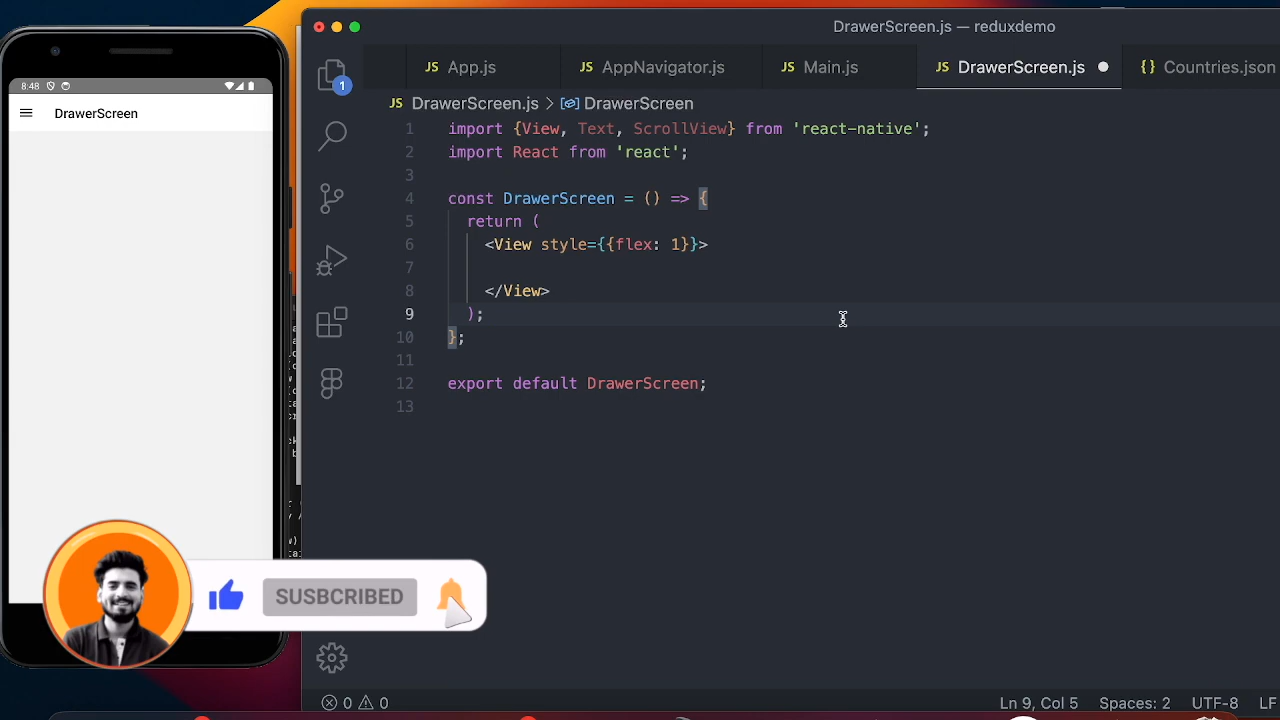 8:48
DrawerScreen
DrawerScreen.js — reduxdemo
JS App.js
JS AppNavigator.js
JS Main.js
JS DrawerScreen.js
{} Countries.json
1
JS DrawerScreen.js > DrawerScreen
1 import {View, Text, ScrollView} from 'react-native';
2 import React from 'react';
3
4 const DrawerScreen = () => {
5 return (
6 <View style={{flex: 1}}>
7
8 </View>
9 );
10 };
11
12 export default DrawerScreen;
13
SUSBCRIBED
0 0
Ln 9, Col 5 Spaces: 2 UTF-8 LF